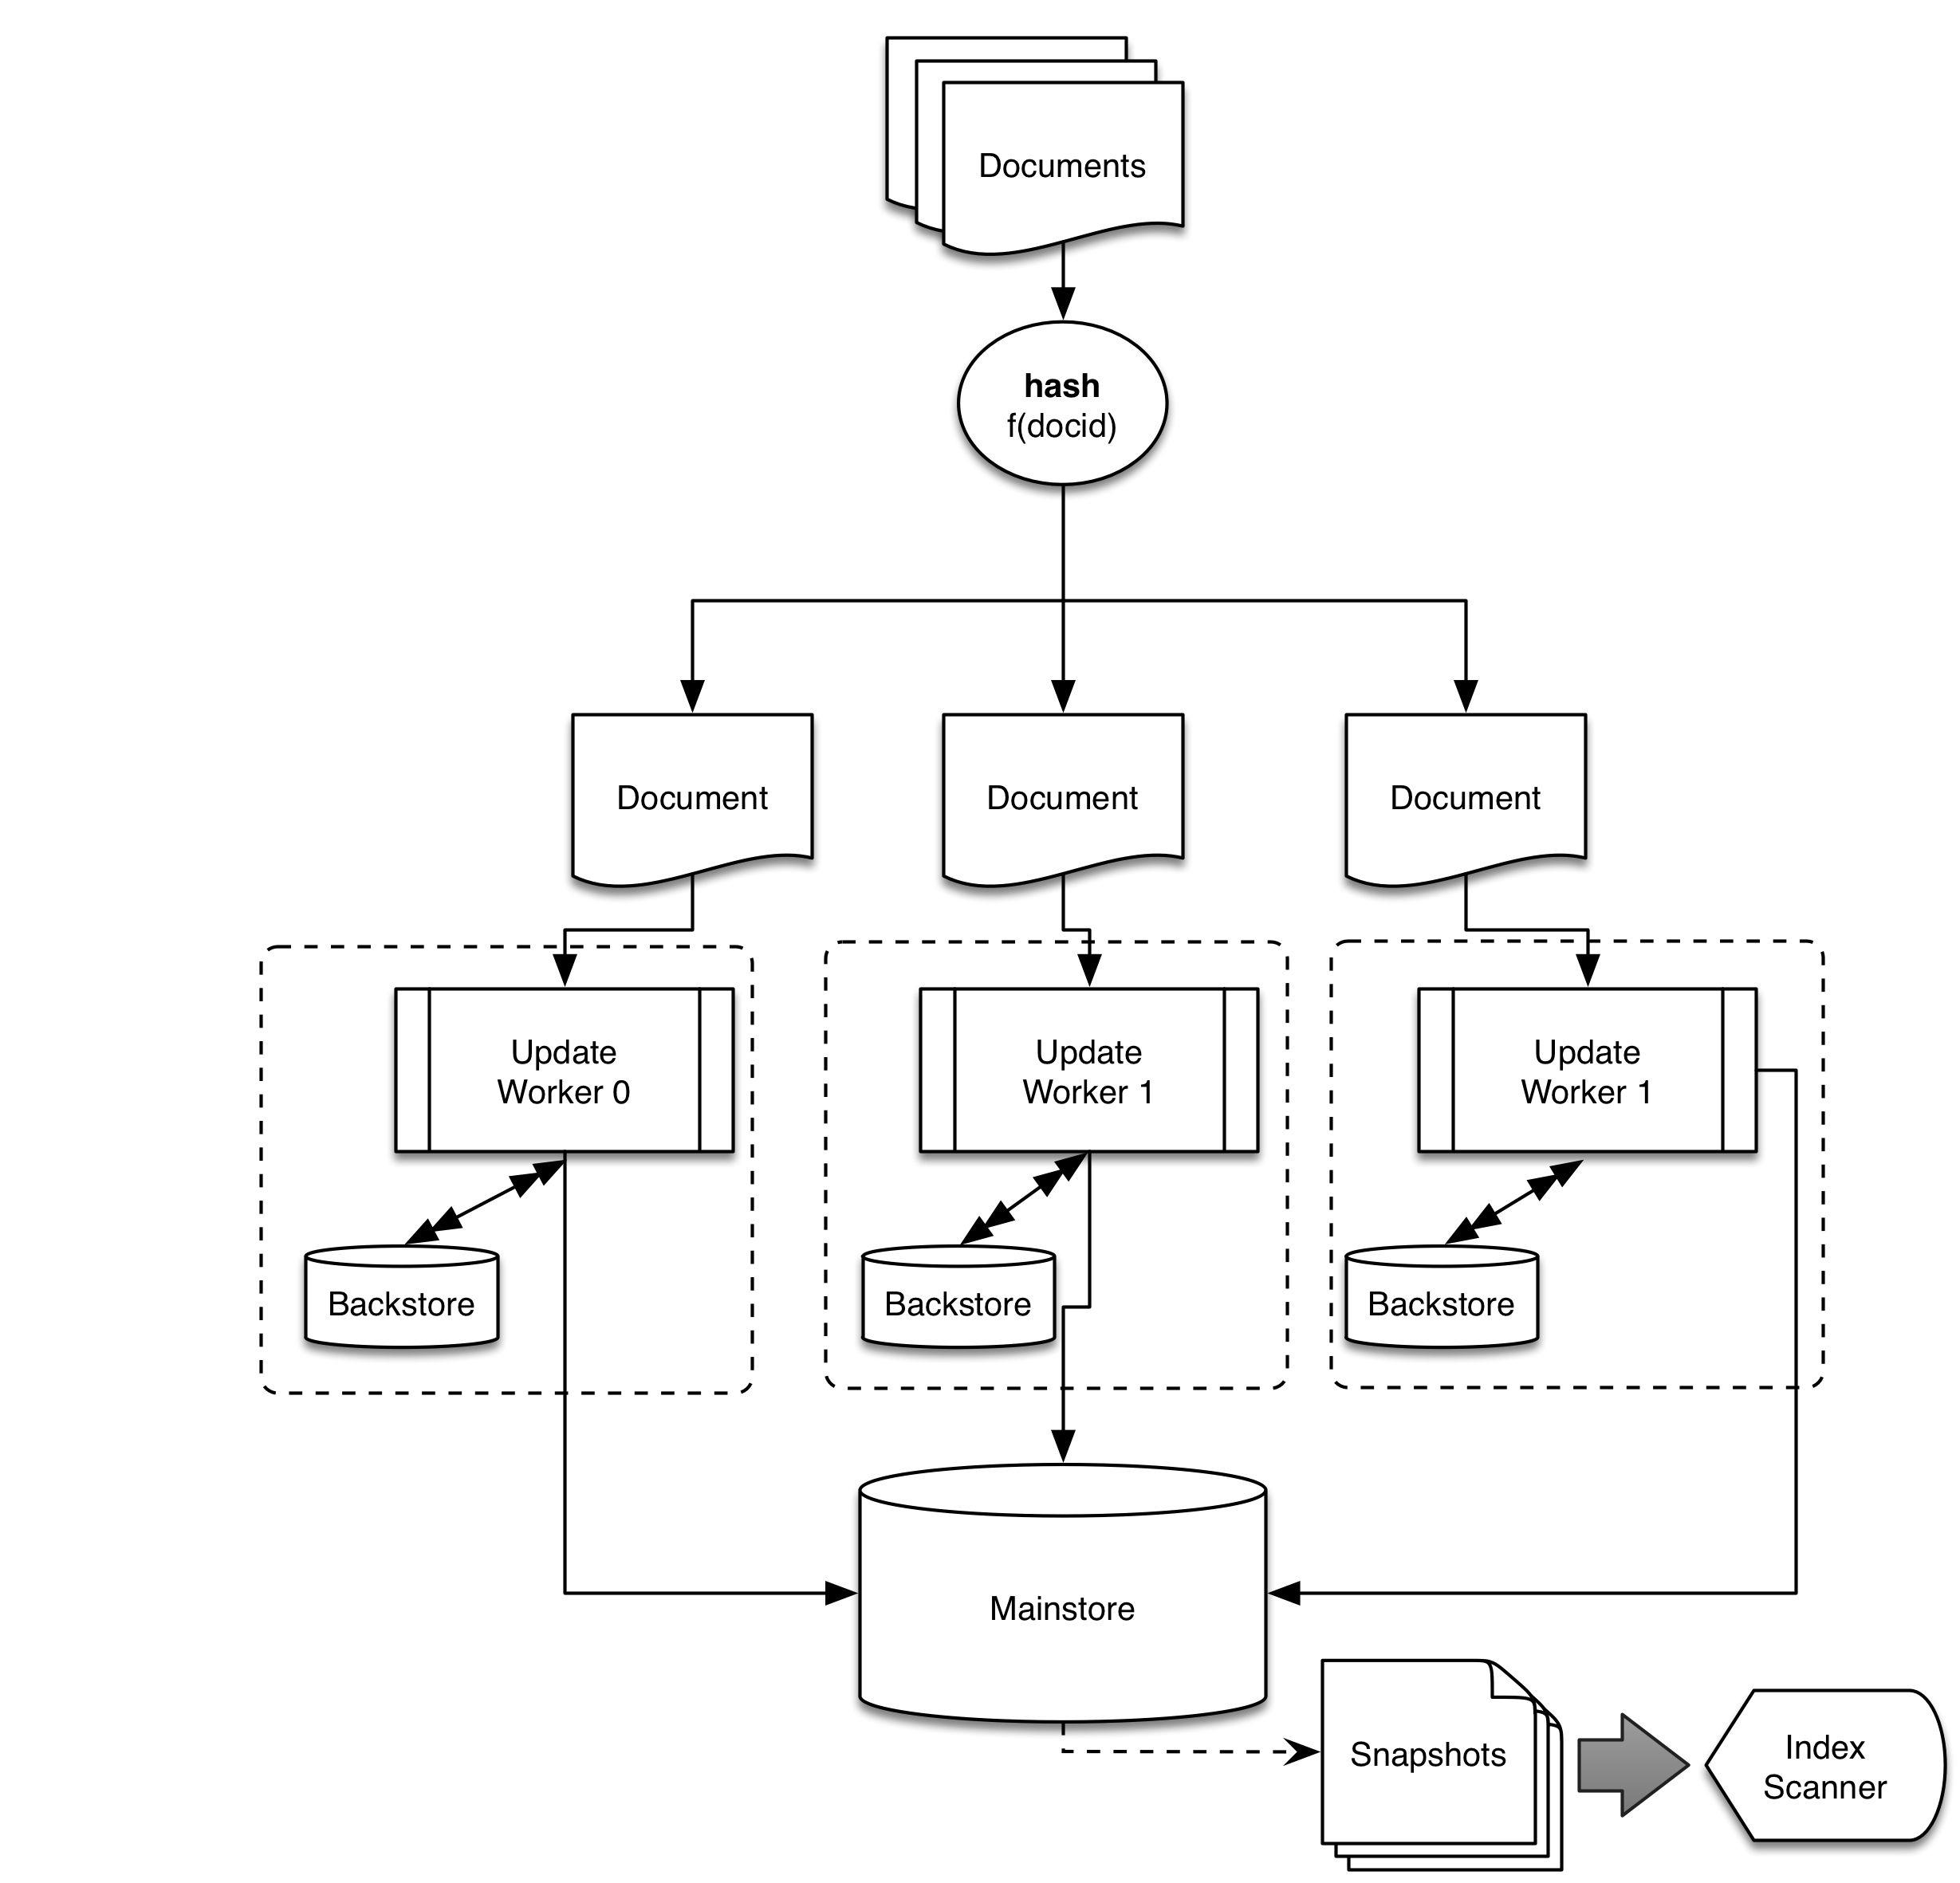 Documents
hash
f(docid)
Document
Document
Document
Update
Worker 0
Update
Worker 1
Update
Worker 1
Backstore
Backstore
Backstore
Mainstore
Snapshots
Index
Scanner